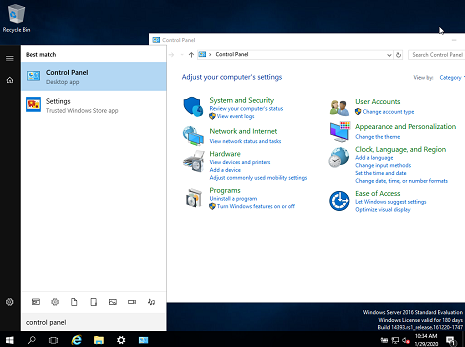 Recycle Bin
Best match
Control Panel
Desktop app
Settings
Trusted Windows Store app
control panel
Control Panel
Control Panel
Search Control Panel
Adjust your computer's settings
View by: Category
System and Security
Review your computer's status
View event logs
Network and Internet
View network status and tasks
Hardware
View devices and printers
Add a device
Adjust commonly used mobility settings
Programs
Uninstall a program
Turn Windows features on or off
User Accounts
Change account type
Appearance and Personalization
Change the theme
Clock, Language, and Region
Add a language
Change input methods
Set the time and date
Change date, time, or number formats
Ease of Access
Let Windows suggest settings
Optimize visual display
Windows Server 2016 Standard Evaluation
Windows License valid for 180 days
Build 14393.rs1_release.161220-1747
10:34 AM
1/29/2020